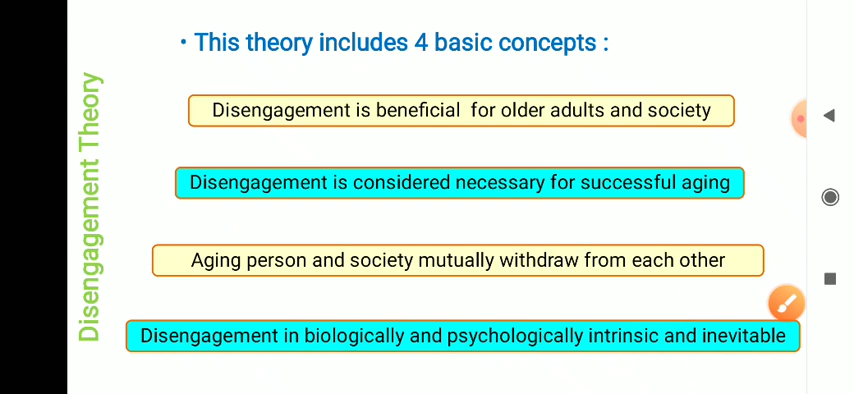 • This theory includes 4 basic concepts :
Disengagement Theory
Disengagement is beneficial for older adults and society
Disengagement is considered necessary for successful aging
Aging person and society mutually withdraw from each other
Disengagement in biologically and psychologically intrinsic and inevitable